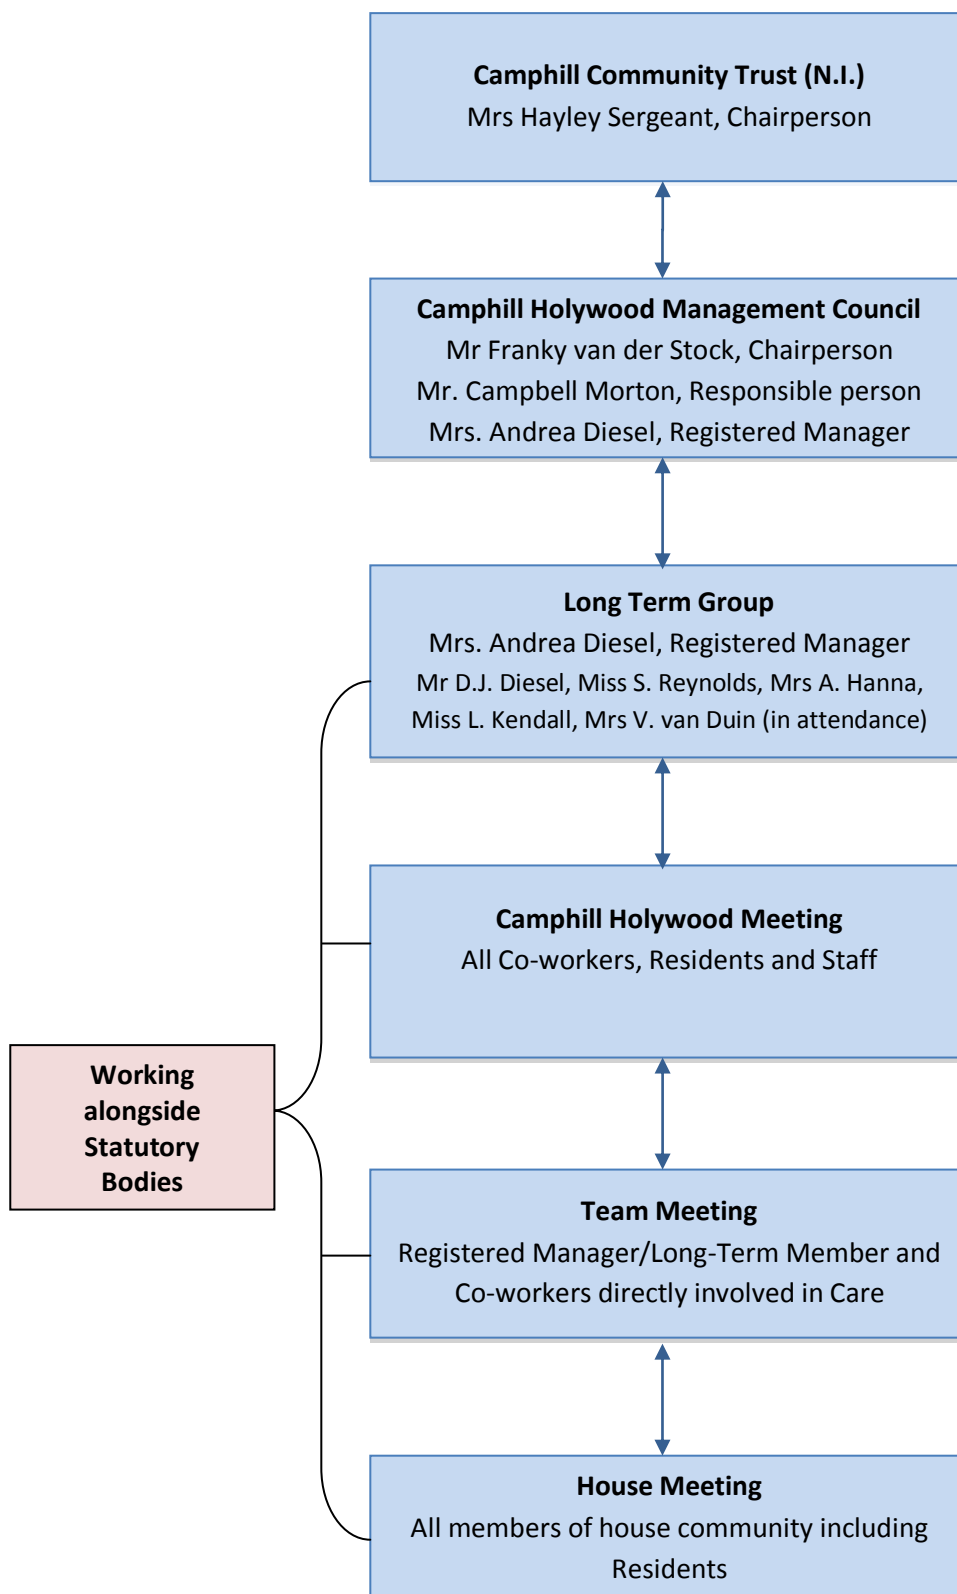 Camphill Community Trust (N.I.)
Mrs Hayley Sergeant, Chairperson
Camphill Holywood Management Council
Mr Franky van der Stock, Chairperson
Mr. Campbell Morton, Responsible person
Mrs. Andrea Diesel, Registered Manager
Long Term Group
Mrs. Andrea Diesel, Registered Manager
Mr D.J. Diesel, Miss S. Reynolds, Mrs A. Hanna,
Miss L. Kendall, Mrs V. van Duin (in attendance)
Camphill Holywood Meeting
All Co-workers, Residents and Staff
Working
alongside
Statutory
Bodies
Team Meeting
Registered Manager/Long-Term Member and
Co-workers directly involved in Care
House Meeting
All members of house community including
Residents